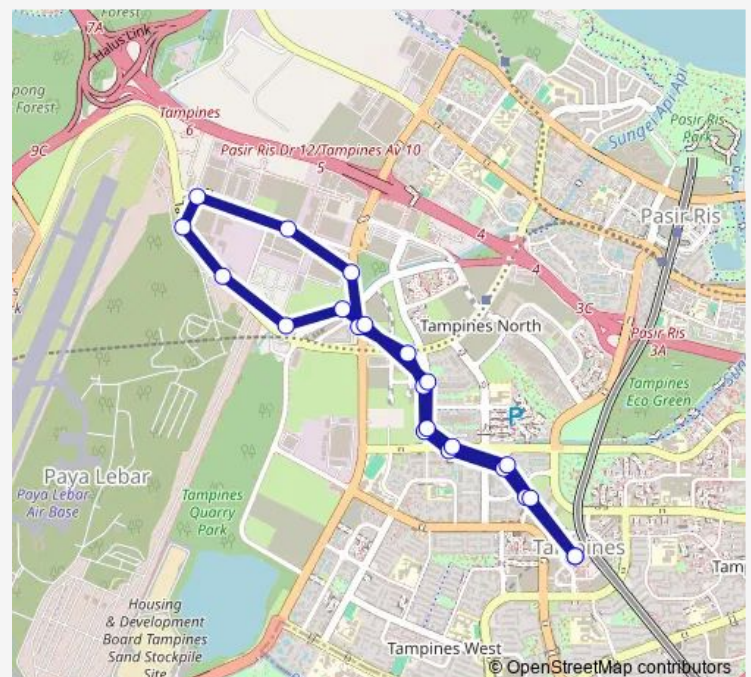 Forest
7A
Halus Link
pong
Forest
9C
Tampines
6
Pasir Ris Dr 12/Tampines Av 10
5
Sungei Api Api
Pasir Ris
Park
Pasir Ris
4
4
3C
Pasir Ris
3A
Tampines North
Tampines
Eco Green
P
Paya Lebar
Paya Lebar
Air Base
Tampines
Quarry
Park
Tampines
Tam
Housing
& Development
Board Tampines
Sand Stockpile
Site
Tampines West
© OpenStreetMap contributors